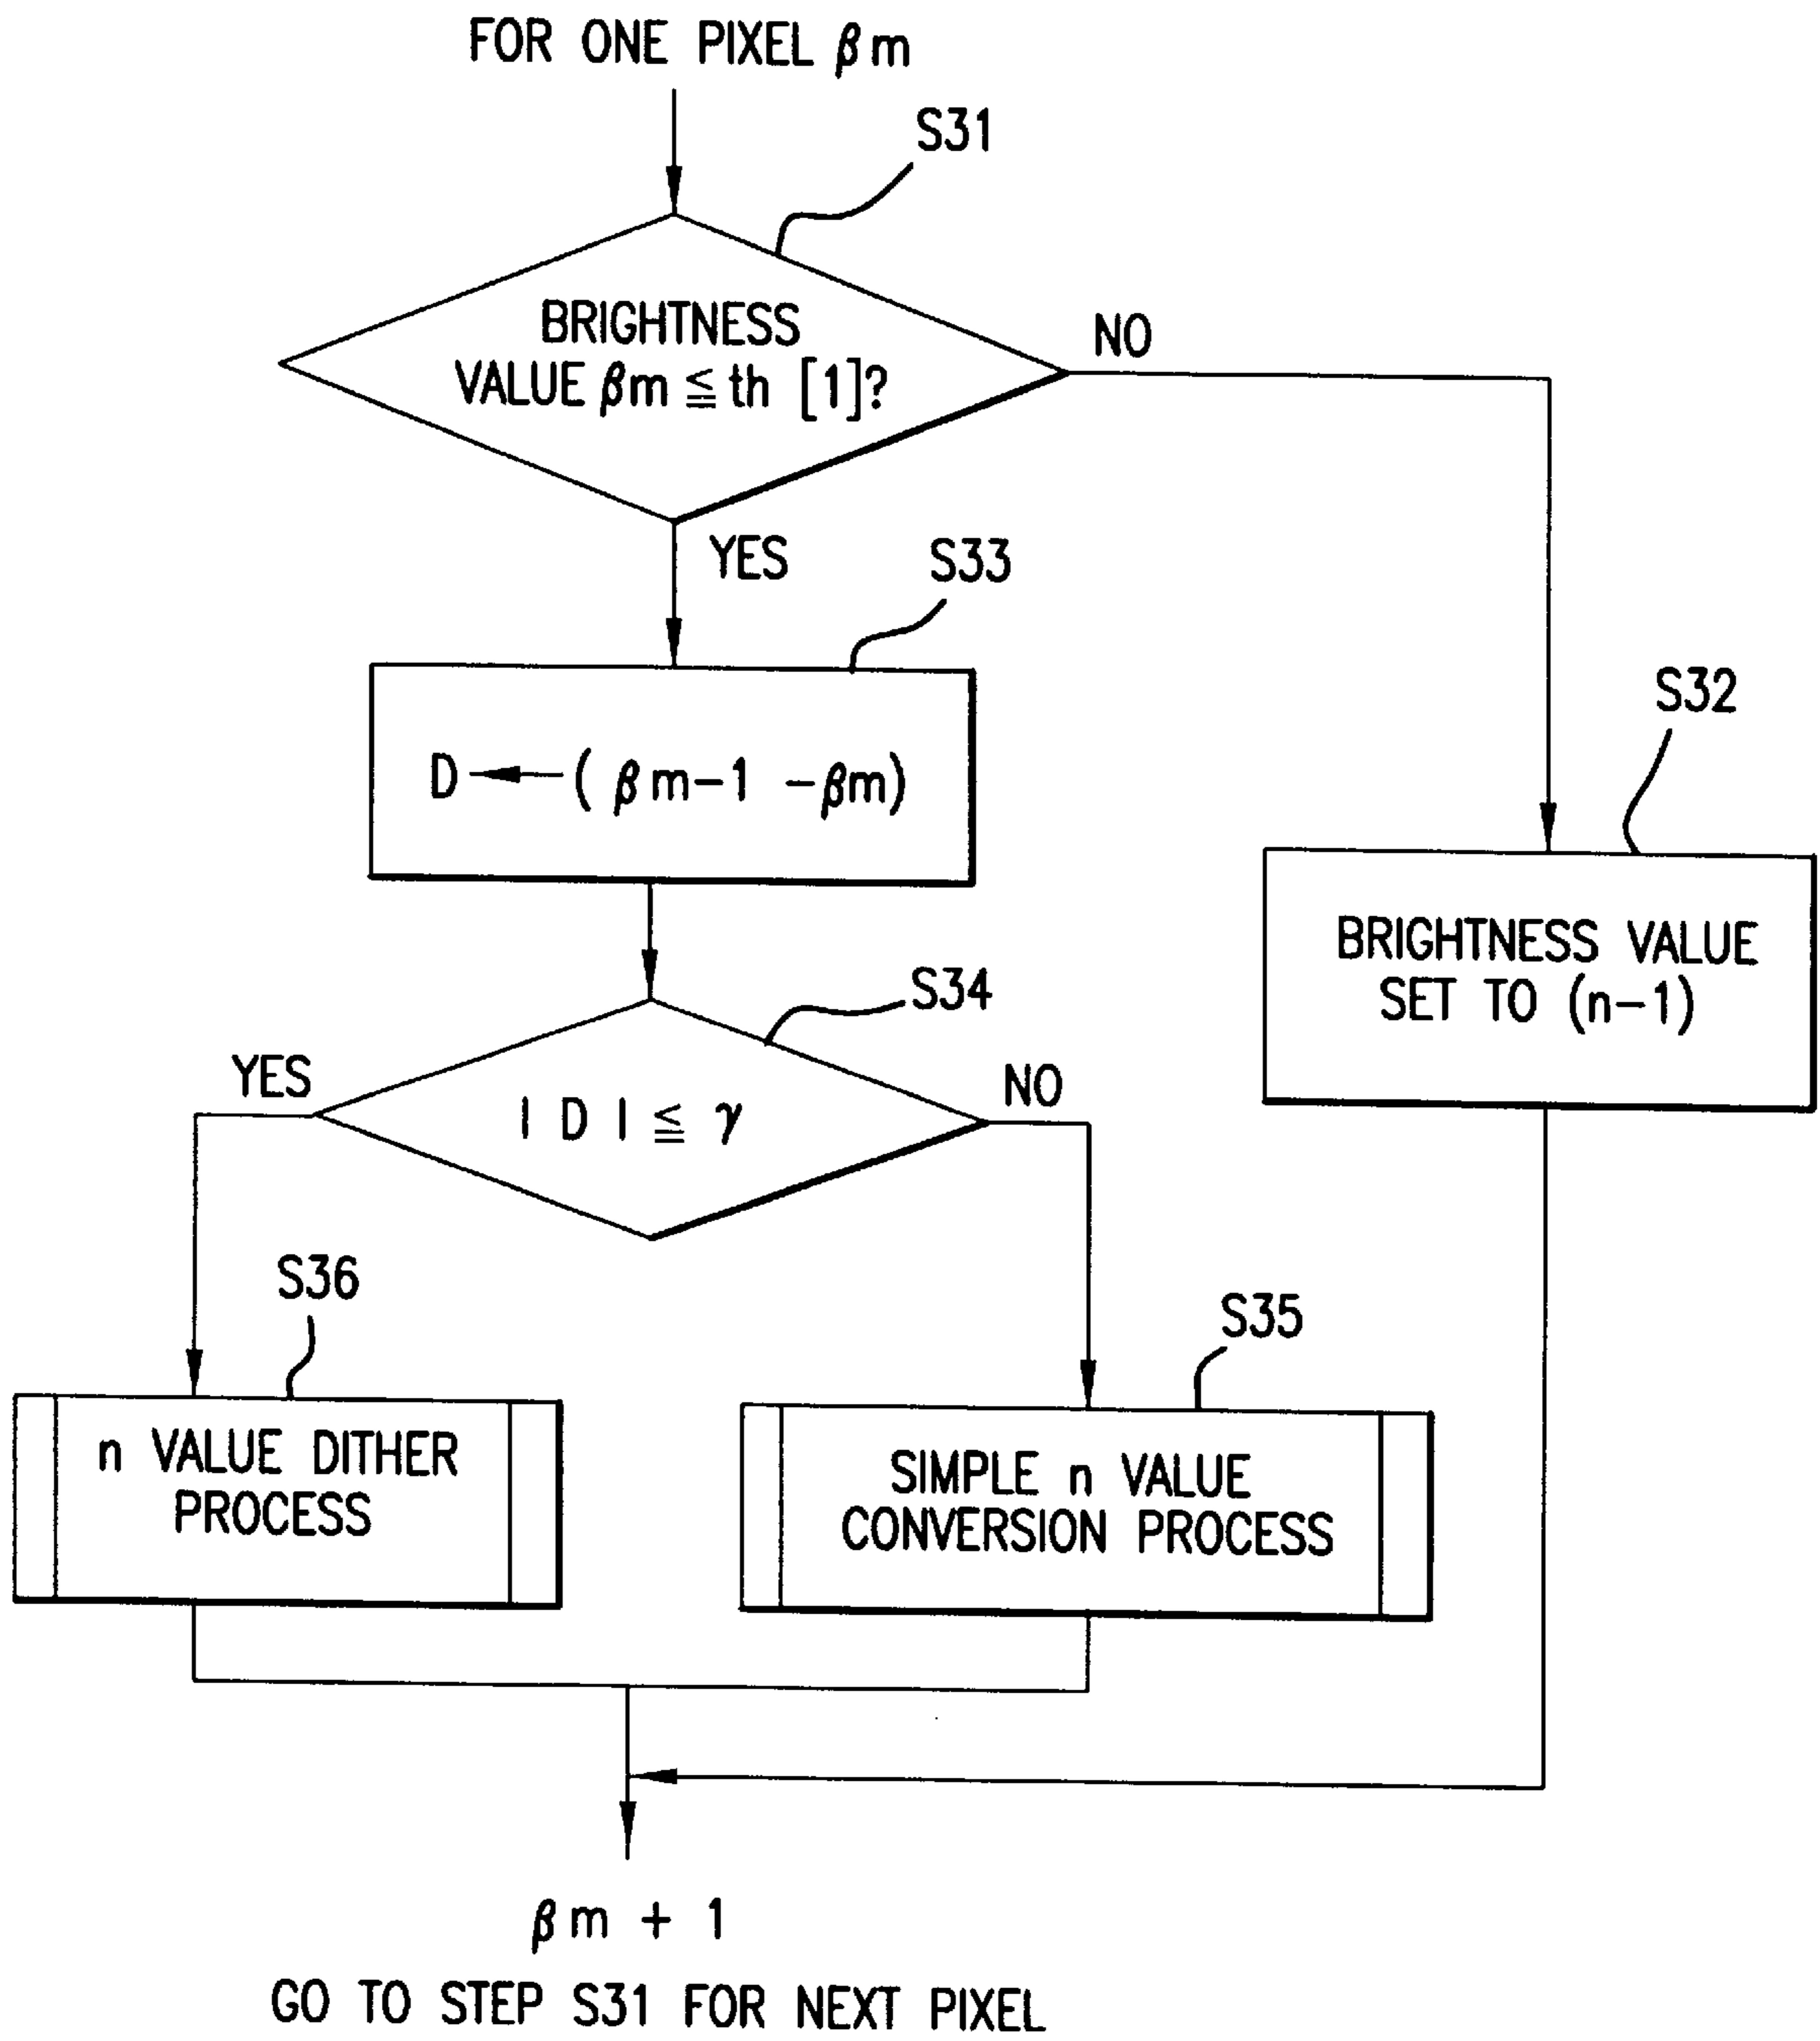 FOR ONE PIXEL βm
S31
BRIGHTNESS
VALUE βm ≦ th [1]?
NO
YES
S33
D ← ( βm-1 -βm)
S32
BRIGHTNESS VALUE
SET TO (n-1)
S34
YES
| D | ≦ γ
NO
S36
n VALUE DITHER
PROCESS
S35
SIMPLE n VALUE
CONVERSION PROCESS
βm + 1
GO TO STEP S31 FOR NEXT PIXEL